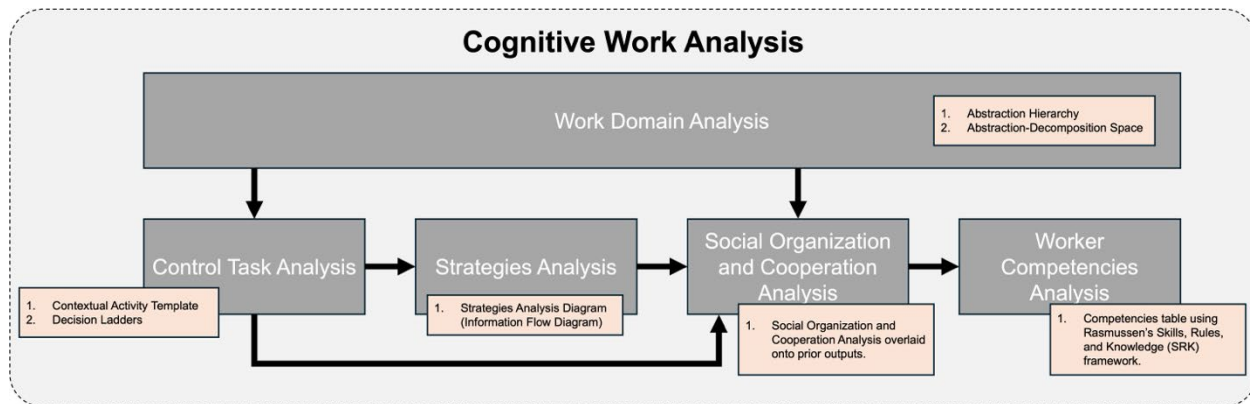 Cognitive Work Analysis
Work Domain Analysis
1. Abstraction Hierarchy
2. Abstraction-Decomposition Space
Control Task Analysis
1. Contextual Activity Template
2. Decision Ladders
Strategies Analysis
1. Strategies Analysis Diagram
(Information Flow Diagram)
Social Organization
and Cooperation
Analysis
1. Social Organization and
Cooperation Analysis overlaid
onto prior outputs.
Worker
Competencies
Analysis
1. Competencies table using
Rasmussen's Skills, Rules,
and Knowledge (SRK)
framework.